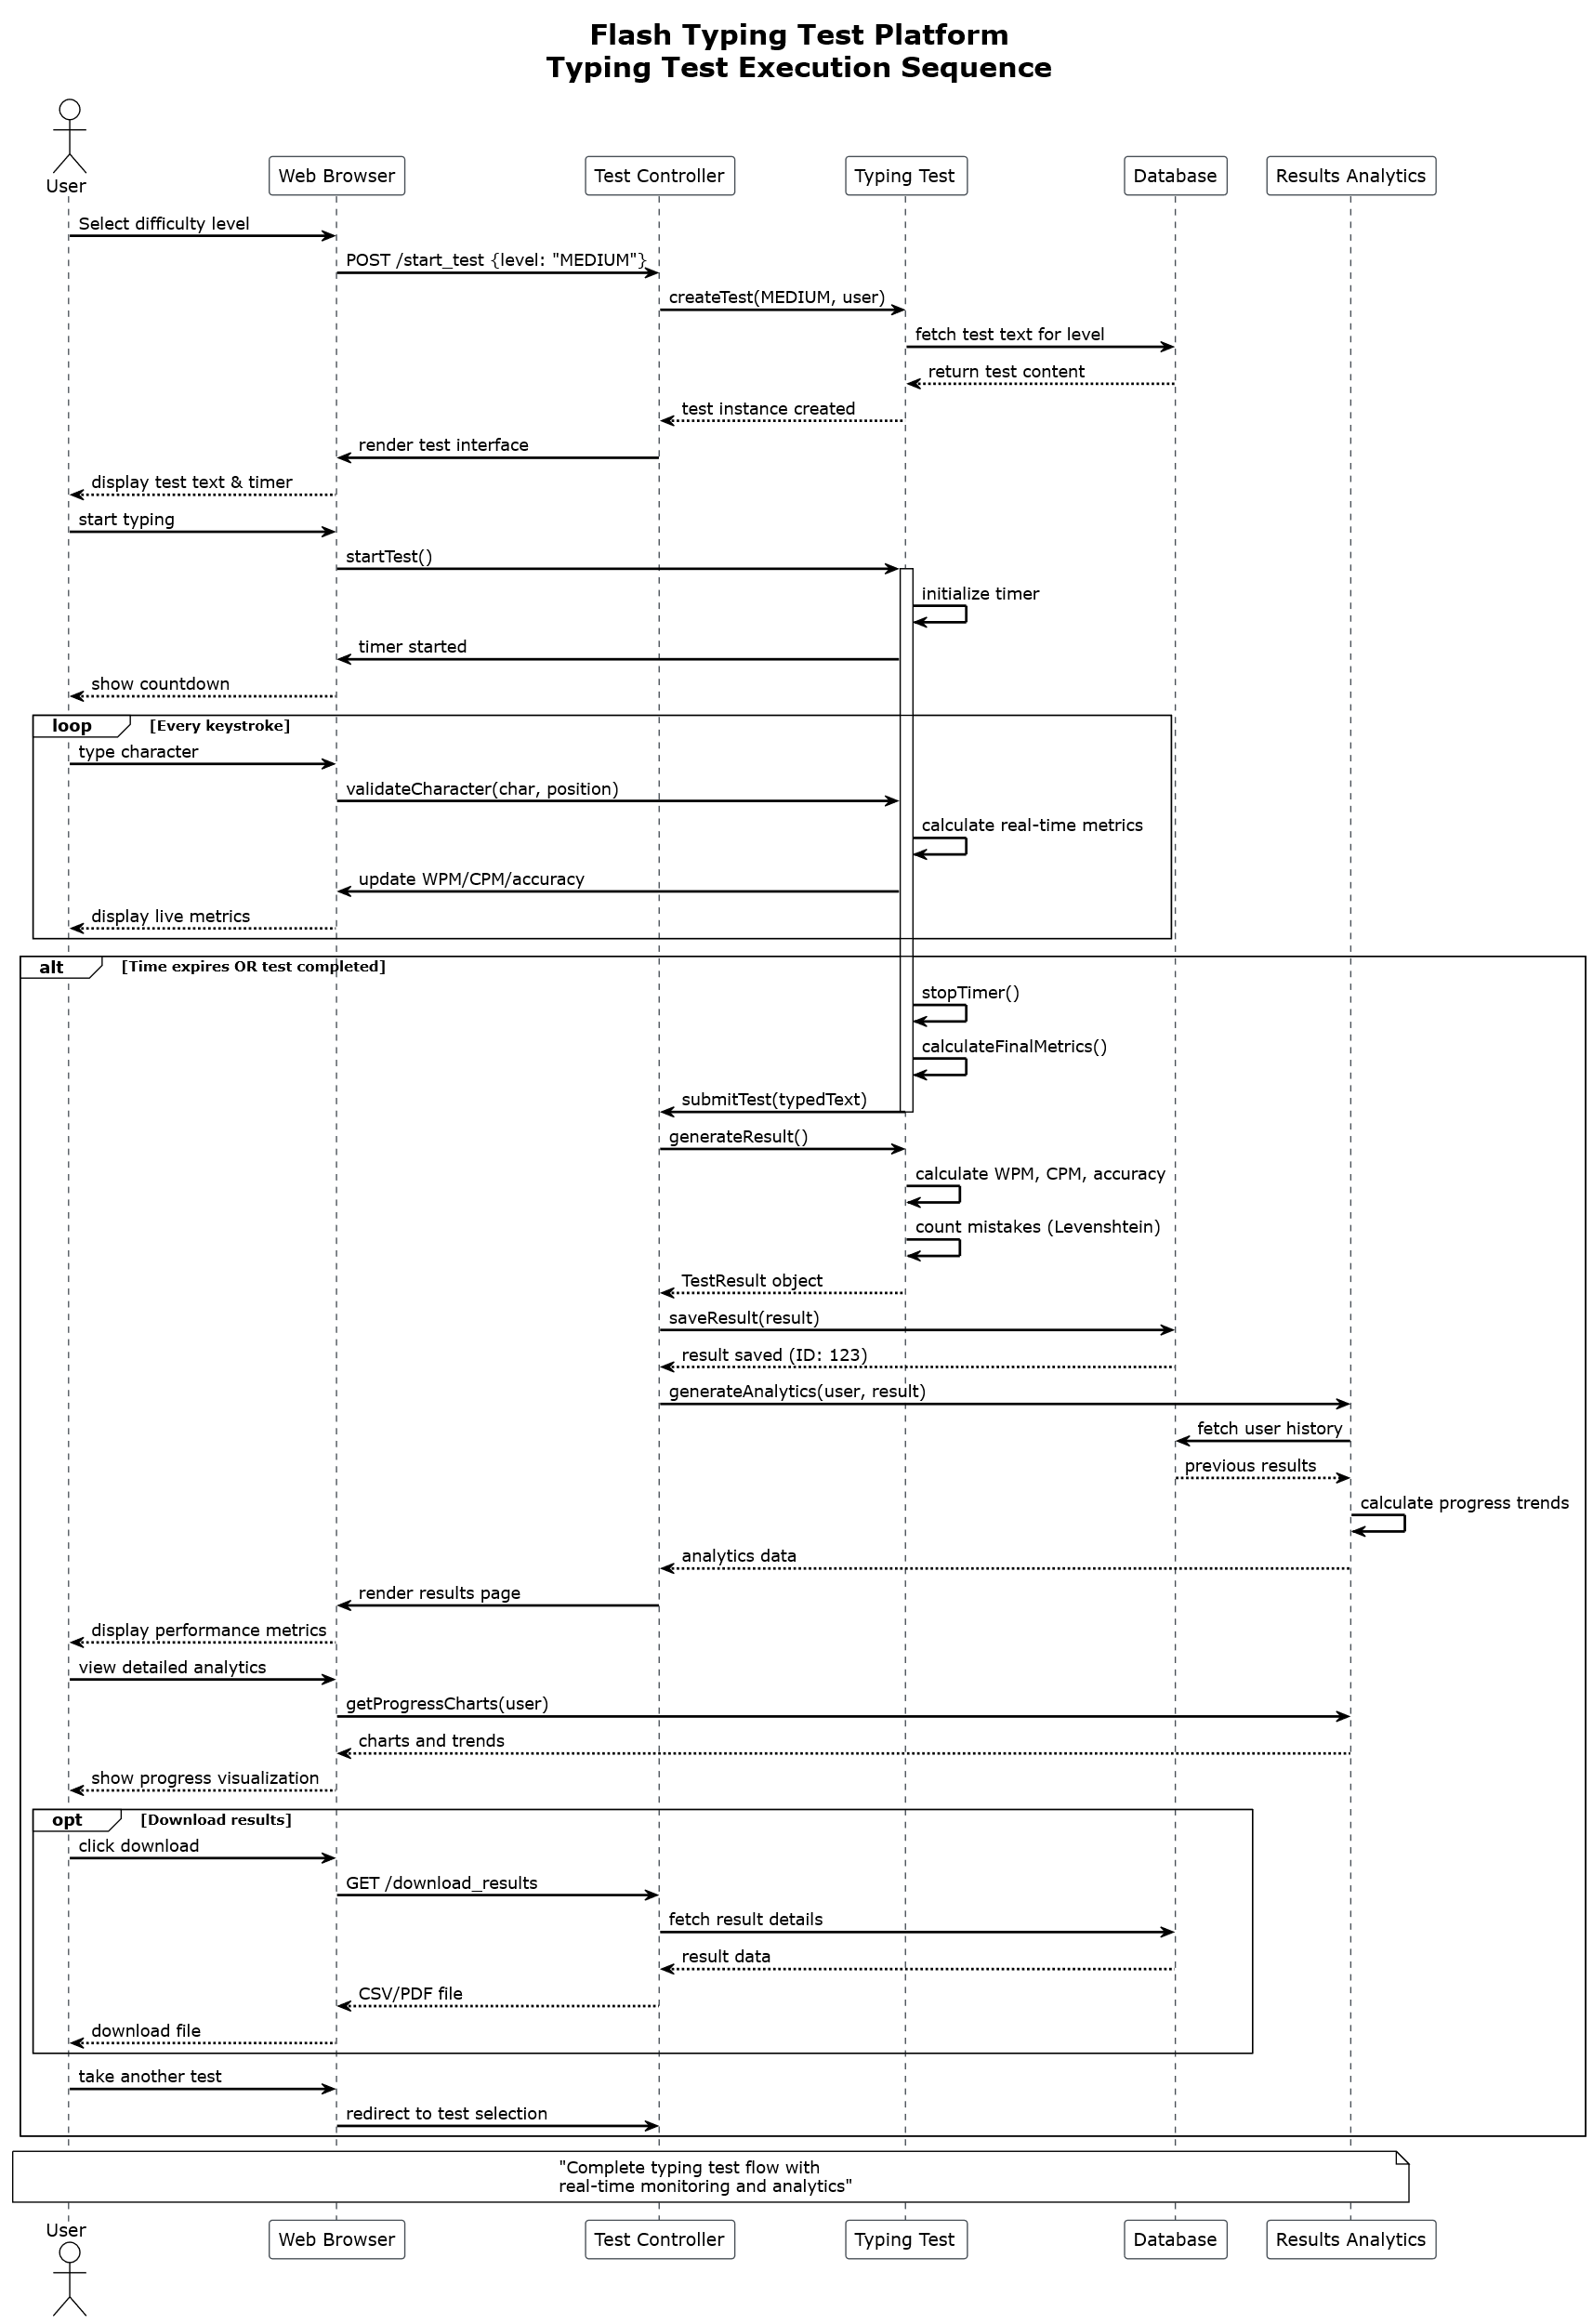 Flash Typing Test Platform
Typing Test Execution Sequence
User
Web Browser
Test Controller
Typing Test
Database
Results Analytics
Select difficulty level
POST /start_test {level: "MEDIUM"}
createTest(MEDIUM, user)
fetch test text for level
return test content
test instance created
render test interface
display test text & timer
start typing
startTest()
initialize timer
timer started
show countdown
loop
[Every keystroke]
type character
validateCharacter(char, position)
calculate real-time metrics
update WPM/CPM/accuracy
display live metrics
alt
[Time expires OR test completed]
stopTimer()
calculateFinalMetrics()
submitTest(typedText)
generateResult()
calculate WPM, CPM, accuracy
count mistakes (Levenshtein)
TestResult object
saveResult(result)
result saved (ID: 123)
generateAnalytics(user, result)
fetch user history
previous results
calculate progress trends
analytics data
render results page
display performance metrics
view detailed analytics
getProgressCharts(user)
charts and trends
show progress visualization
opt
[Download results]
click download
GET /download_results
fetch result details
result data
CSV/PDF file
download file
take another test
redirect to test selection
"Complete typing test flow with
real-time monitoring and analytics"
User
Web Browser
Test Controller
Typing Test
Database
Results Analytics